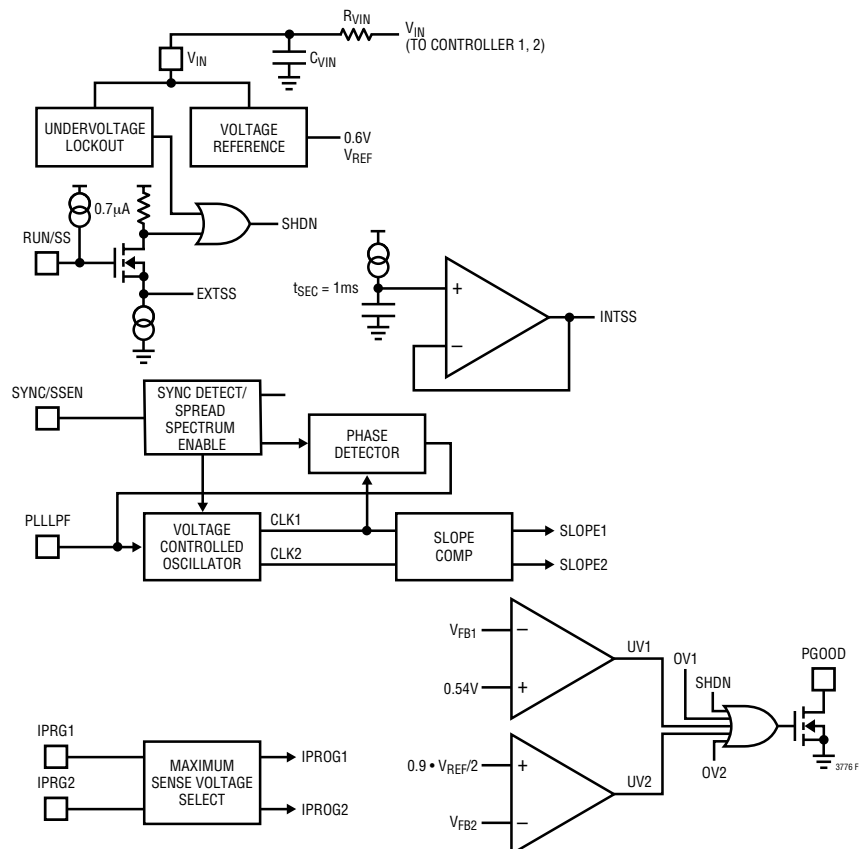 RVIN
VIN
(TO CONTROLLER 1, 2)
VIN
CVIN
UNDERVOLTAGE
LOCKOUT
VOLTAGE
REFERENCE
0.6V
VREF
0.7µA
SHDN
RUN/SS
EXTSS
tSEC = 1ms
+
–
INTSS
SYNC/SSEN
SYNC DETECT/
SPREAD
SPECTRUM
ENABLE
PHASE
DETECTOR
PLLLPF
VOLTAGE
CONTROLLED
OSCILLATOR
CLK1
CLK2
SLOPE
COMP
SLOPE1
SLOPE2
VFB1
–
0.54V
+
UV1
OV1
SHDN
PGOOD
IPRG1
IPRG2
MAXIMUM
SENSE VOLTAGE
SELECT
IPROG1
IPROG2
0.9 • VREF/2
+
VFB2
–
UV2
OV2
3776 F